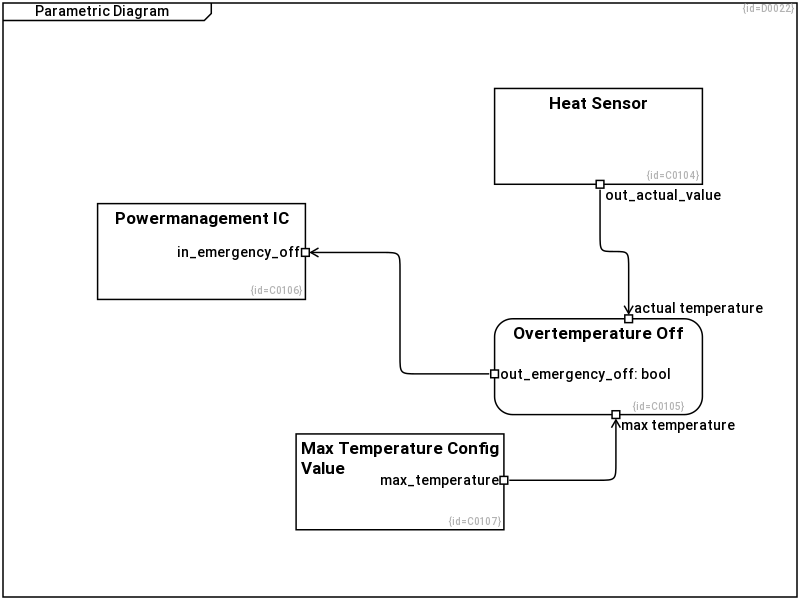 Parametric Diagram
{id=D0022}
Heat Sensor
{id=C0104}
out_actual_value
Powermanagement IC
in_emergency_off
{id=C0106}
actual temperature
Overtemperature Off
out_emergency_off: bool
{id=C0105}
max temperature
Max Temperature Config
Value
max_temperature
{id=C0107}